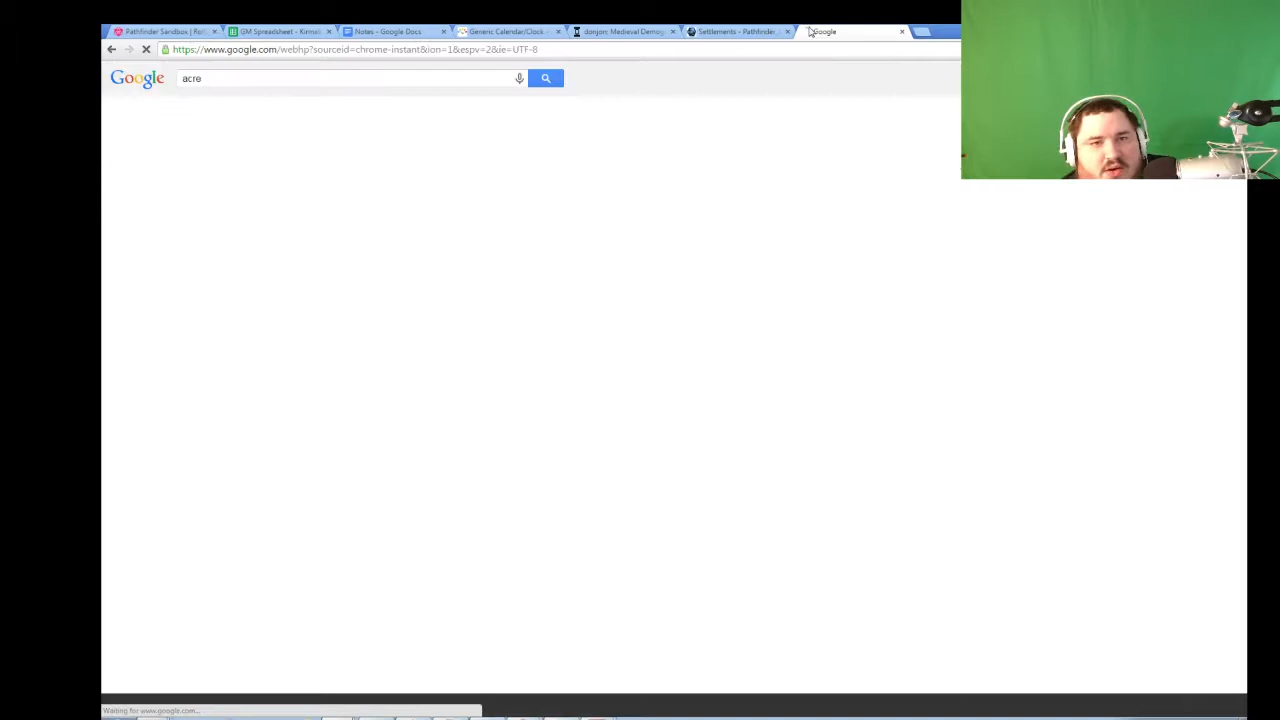 Pathfinder Sandbox | Roll
GM Spreadsheet - Kirmal
Notes - Google Docs
Generic Calendar/Clock
donjon; Medieval Demog
Settlements - Pathfinder
Google
https://www.google.com/webhp?sourceid=chrome-instant&ion=1&espv=2&ie=UTF-8
Google
acre
Waiting for www.google.com...